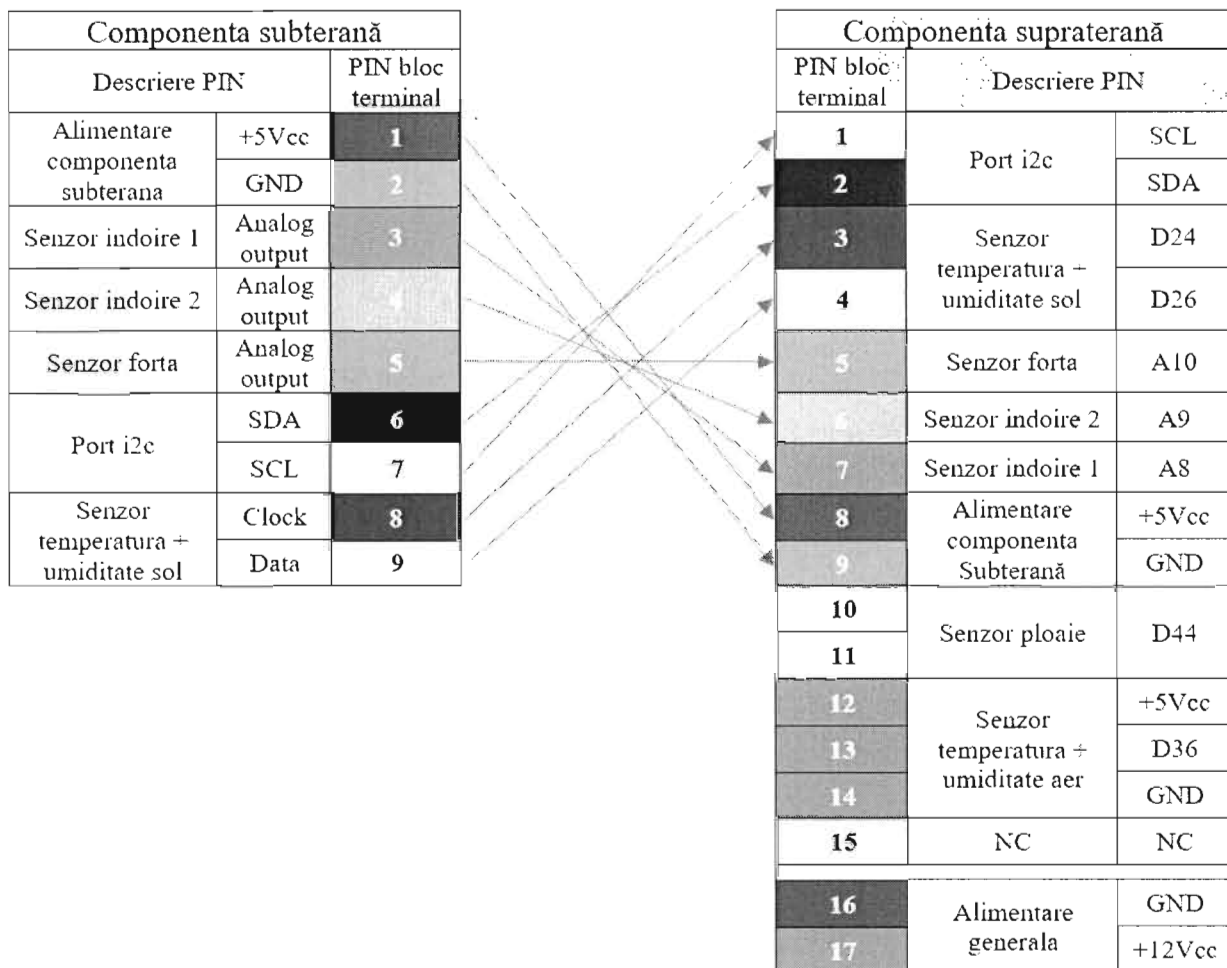 Componenta subterană
Descriere PIN
PIN bloc
terminal
Alimentare
componenta
subterana
+5Vcc
1
GND
2
Senzor indoire 1
Analog
output
3
Senzor indoire 2
Analog
output
4
Senzor forta
Analog
output
5
Port i2c
SDA
6
SCL
7
Senzor
temperatura +
umiditate sol
Clock
8
Data
9
Componenta supraterană
PIN bloc
terminal
Descriere PIN
1
Port i2c
SCL
2
SDA
3
Senzor
temperatura +
umiditate sol
D24
4
D26
5
Senzor forta
A10
6
Senzor indoire 2
A9
7
Senzor indoire 1
A8
8
Alimentare
componenta
Subterană
+5Vcc
9
GND
10
Senzor ploaie
D44
11
12
Senzor
temperatura +
umiditate aer
+5Vcc
13
D36
14
GND
15
NC
NC
16
Alimentare
generala
GND
17
+12Vcc